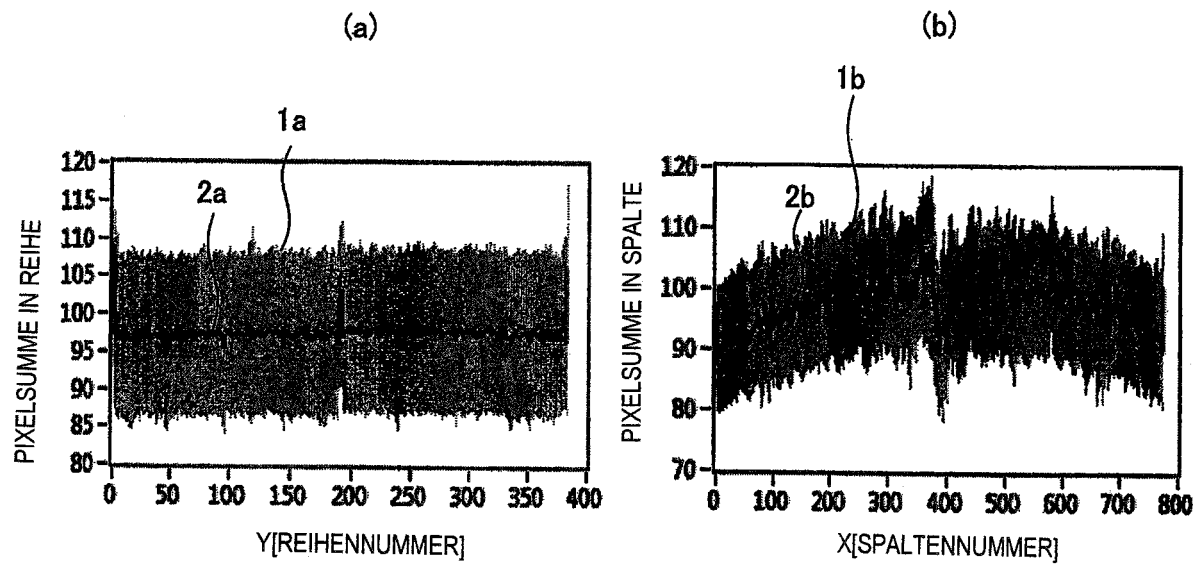 (a)
1a
2a
PIXELSUMME IN REIHE
120
115
110
105
100
95
90
85
80
0 50 100 150 200 250 300 350 400
Y[REIHENNUMMER]
(b)
1b
2b
PIXELSUMME IN SPALTE
120
110
100
90
80
70
0 100 200 300 400 500 600 700 800
X[SPALTENNUMMER]